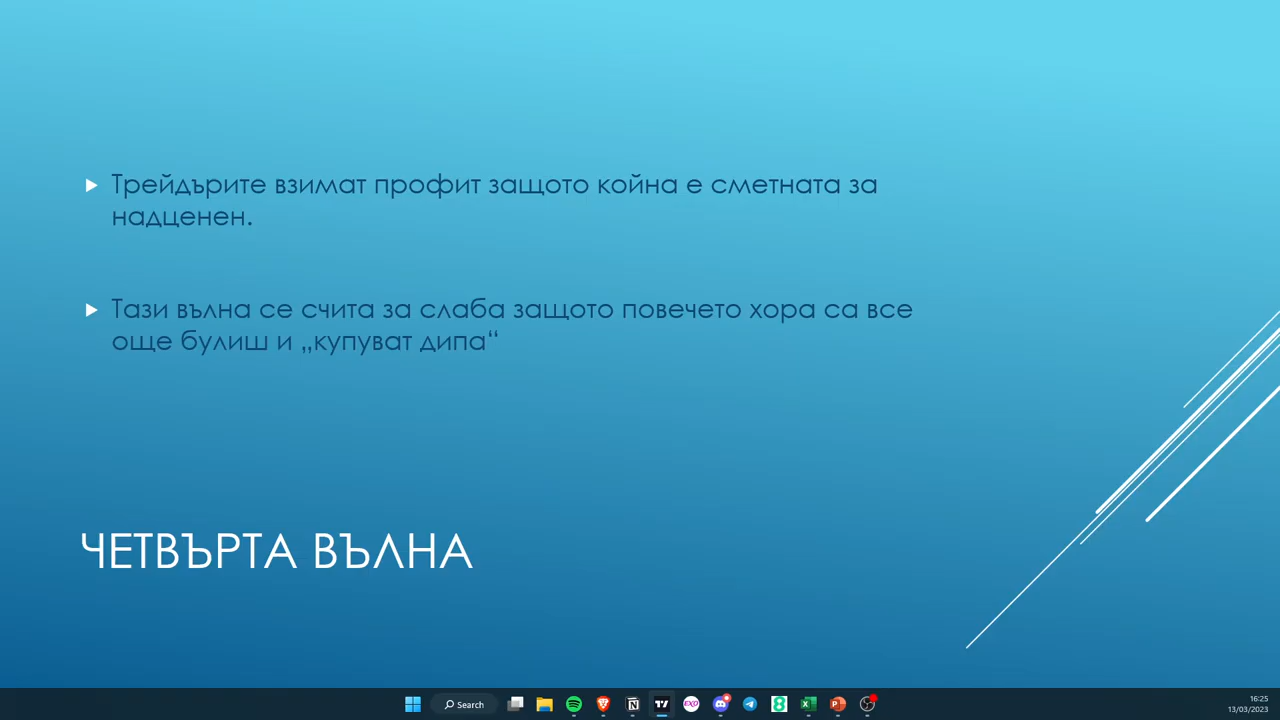 Трейдърите взимат профит защото койна е сметната за
надценен.
Тази вълна се счита за слаба защото повечето хора са все
още булиш и „купуват дипа“
ЧЕТВЪРТА ВЪЛНА
Search
EXO
16:25
13/03/2023